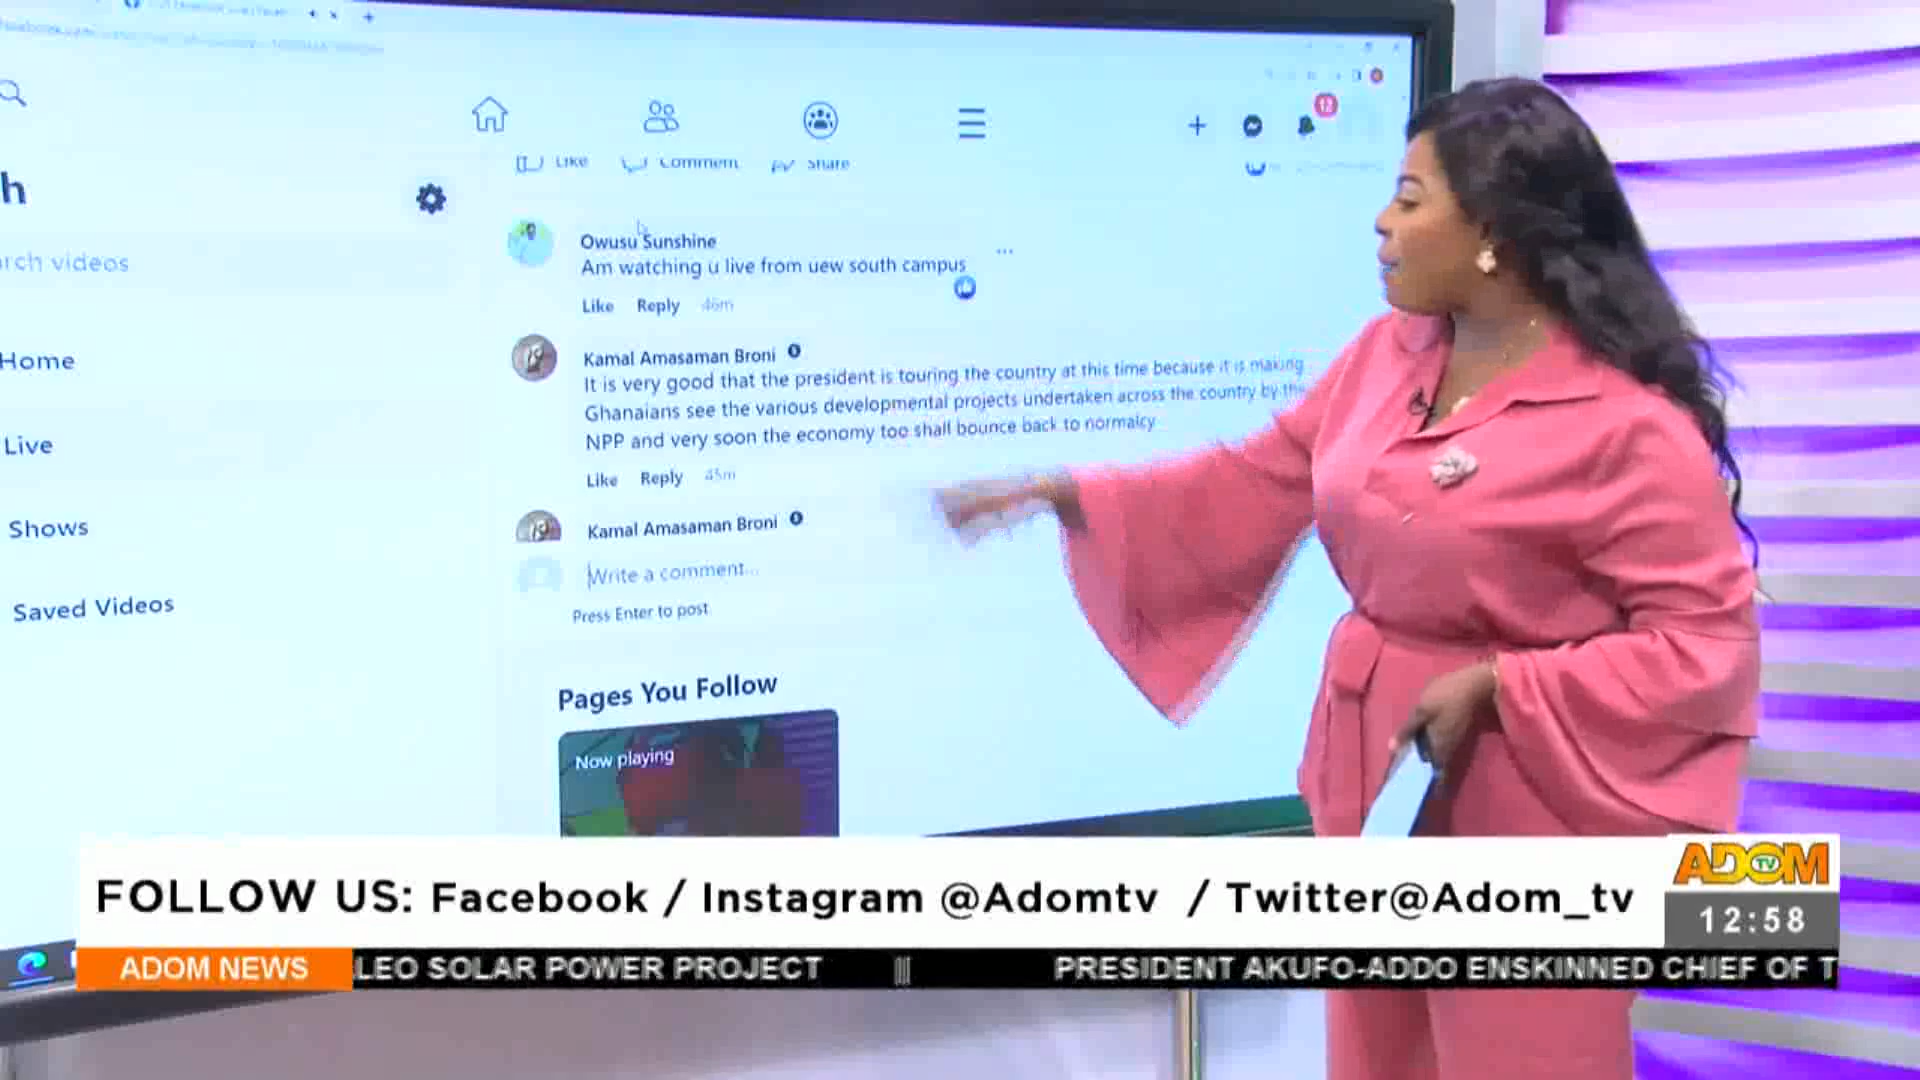 12
Like Comment Share
h
rch videos
Home
Live
Shows
Saved Videos
Owusu Sunshine
Am watching u live from uew south campus
Like Reply 46m
Kamal Amasaman Broni
It is very good that the president is touring the country at this time because it is making
Ghanaians see the various developmental projects undertaken across the country by the
NPP and very soon the economy too shall bounce back to normalcy
Like Reply 45m
Kamal Amasaman Broni
Write a comment...
Press Enter to post
Pages You Follow
Now playing
FOLLOW US: Facebook / Instagram @Adomtv / Twitter@Adom_tv
ADOM TV
12:58
ADOM NEWS
LEO SOLAR POWER PROJECT ||| PRESIDENT AKUFO-ADDO ENSKINNED CHIEF OF T